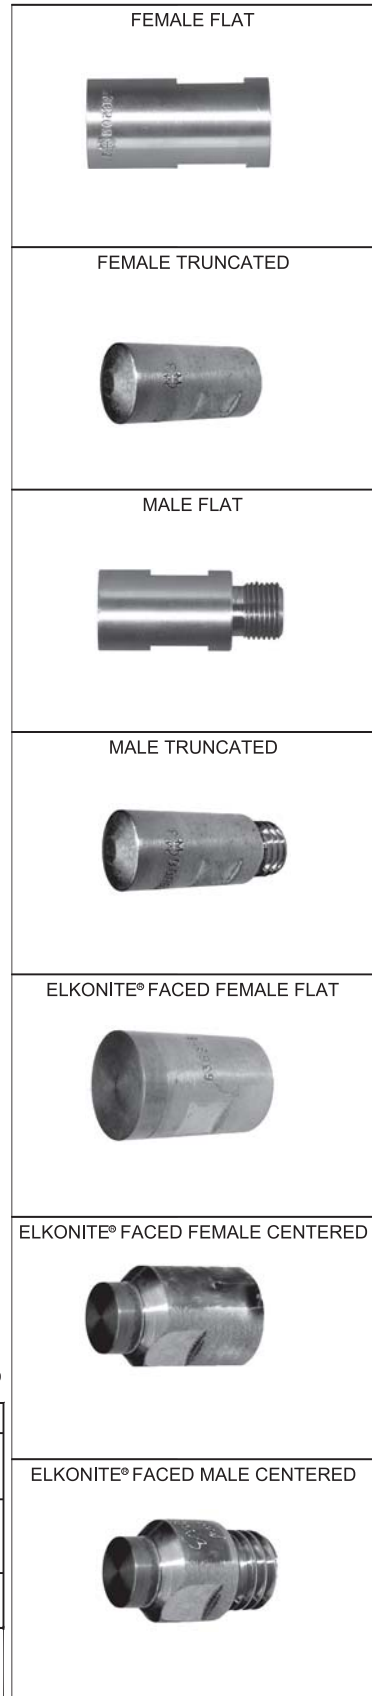 FEMALE FLAT
FEMALE TRUNCATED
MALE FLAT
MALE TRUNCATED
ELKONITE® FACED FEMALE FLAT
ELKONITE® FACED FEMALE CENTERED
ELKONITE® FACED MALE CENTERED